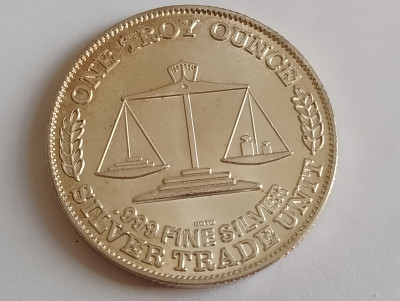 ONE TROY OUNCE
.999 FINE SILVER
SILVER TRADE UNIT